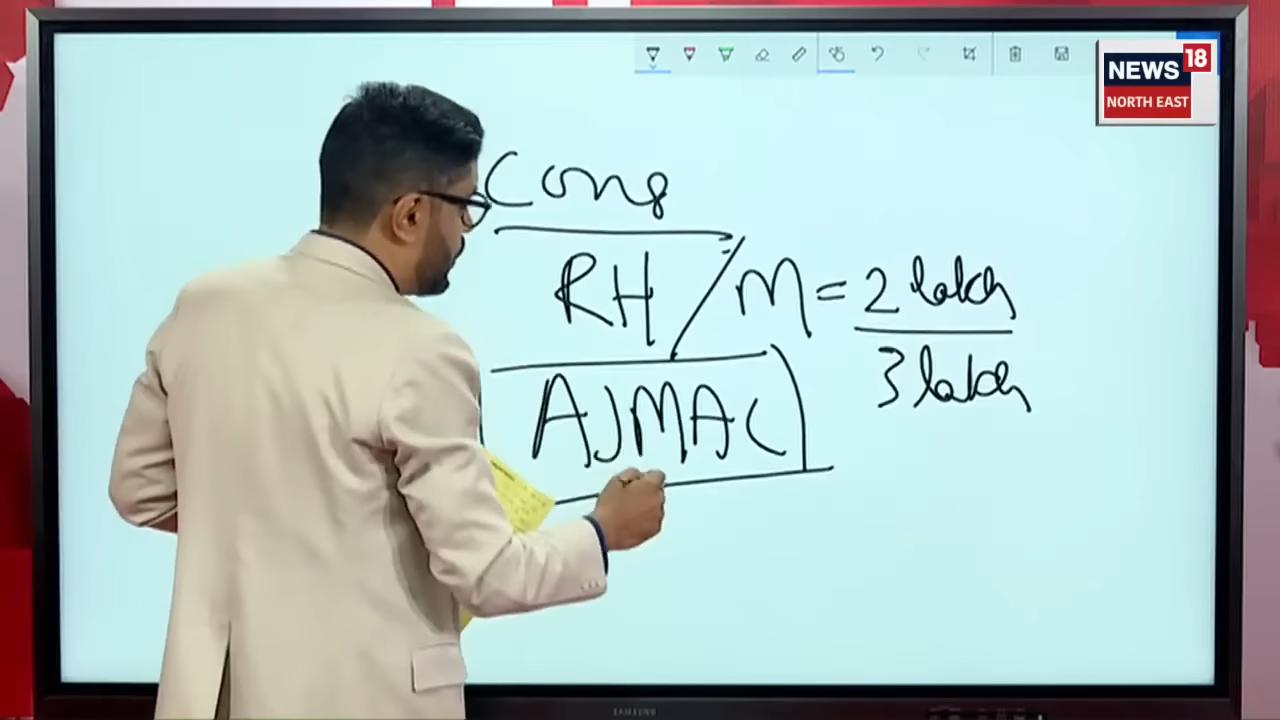 NEWS 18
NORTH EAST
Cong
RH / M = 2 lakh
3 lakh
AJMAL
SAMSUNG